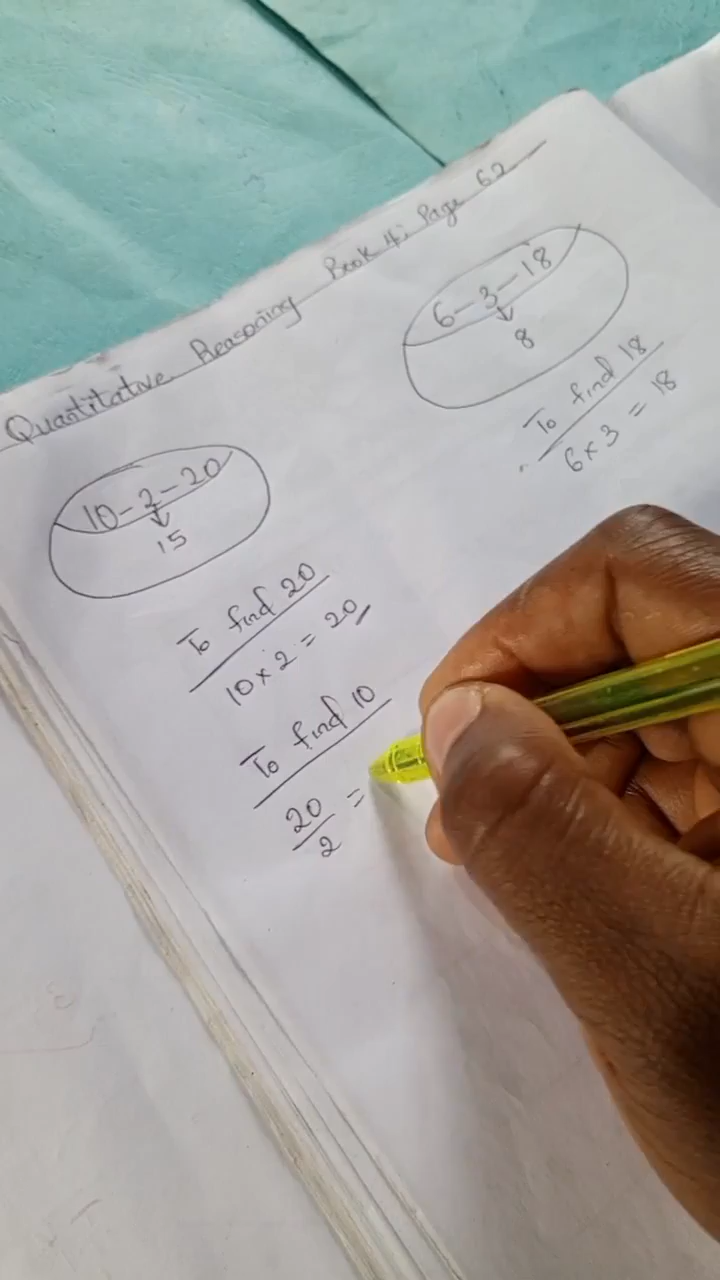 Quantitative Reasoning Book 4; Page 62
10-2-20
↓
15
To find 20
10 x 2 = 20
To find 10
20/2 =
6-3-18
↓
8
To find 18
6 x 3 = 18